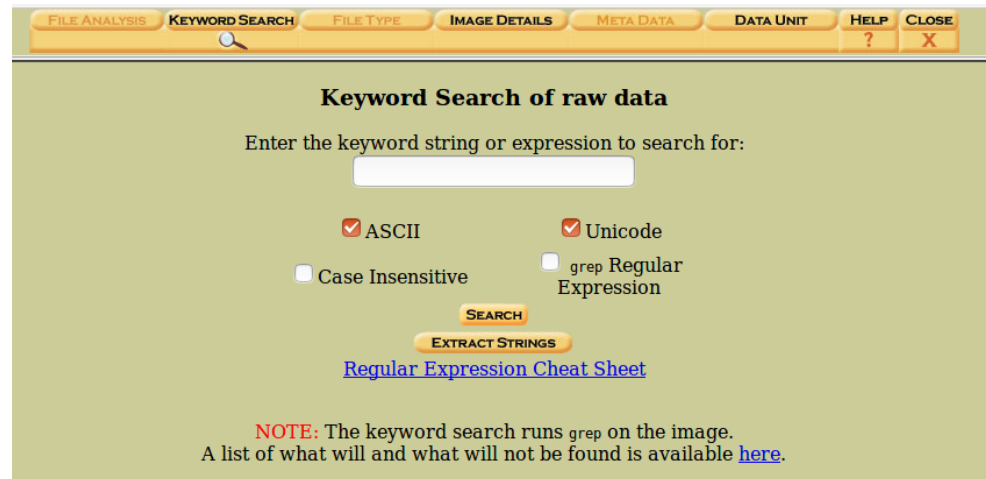 FILE ANALYSIS KEYWORD SEARCH FILE TYPE IMAGE DETAILS META DATA DATA UNIT HELP CLOSE
? X
Keyword Search of raw data
Enter the keyword string or expression to search for:
ASCII Unicode
Case Insensitive grep Regular
Expression
SEARCH
EXTRACT STRINGS
Regular Expression Cheat Sheet
NOTE: The keyword search runs grep on the image.
A list of what will and what will not be found is available here.